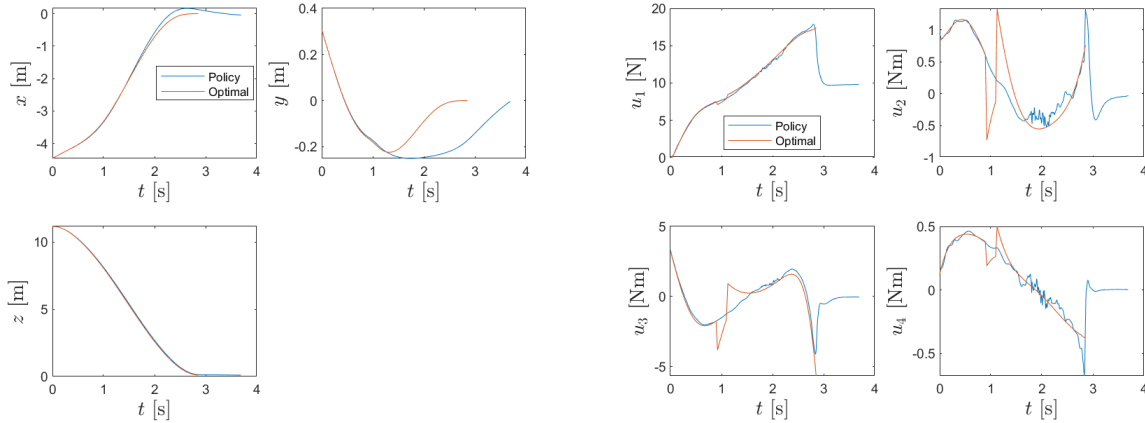 0
-1
-2
-3
-4
x [m]
Policy
Optimal
0 1 2 3 4
t [s]
0.4
0.2
0
-0.2
y [m]
0 1 2 3 4
t [s]
20
15
10
5
0
u₁ [N]
Policy
Optimal
0 1 2 3 4
t [s]
1
0.5
0
-0.5
-1
u₂ [Nm]
0 1 2 3 4
t [s]
10
5
0
z [m]
0 1 2 3 4
t [s]
5
0
-5
u₃ [Nm]
0 1 2 3 4
t [s]
0.5
0
-0.5
u₄ [Nm]
0 1 2 3 4
t [s]